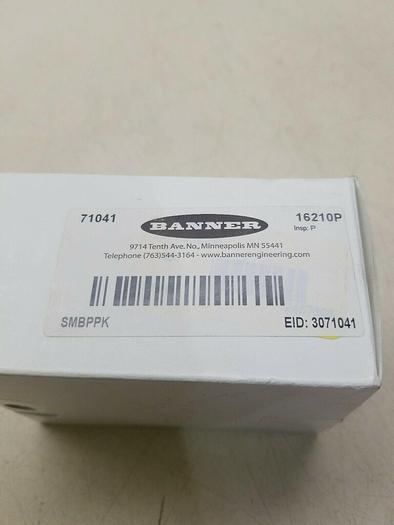 71041
BANNER
16210P
Insp: P
9714 Tenth Ave. No., Minneapolis MN 55441
Telephone (763)544-3164 - www.bannerengineering.com
SMBPPK
EID: 3071041